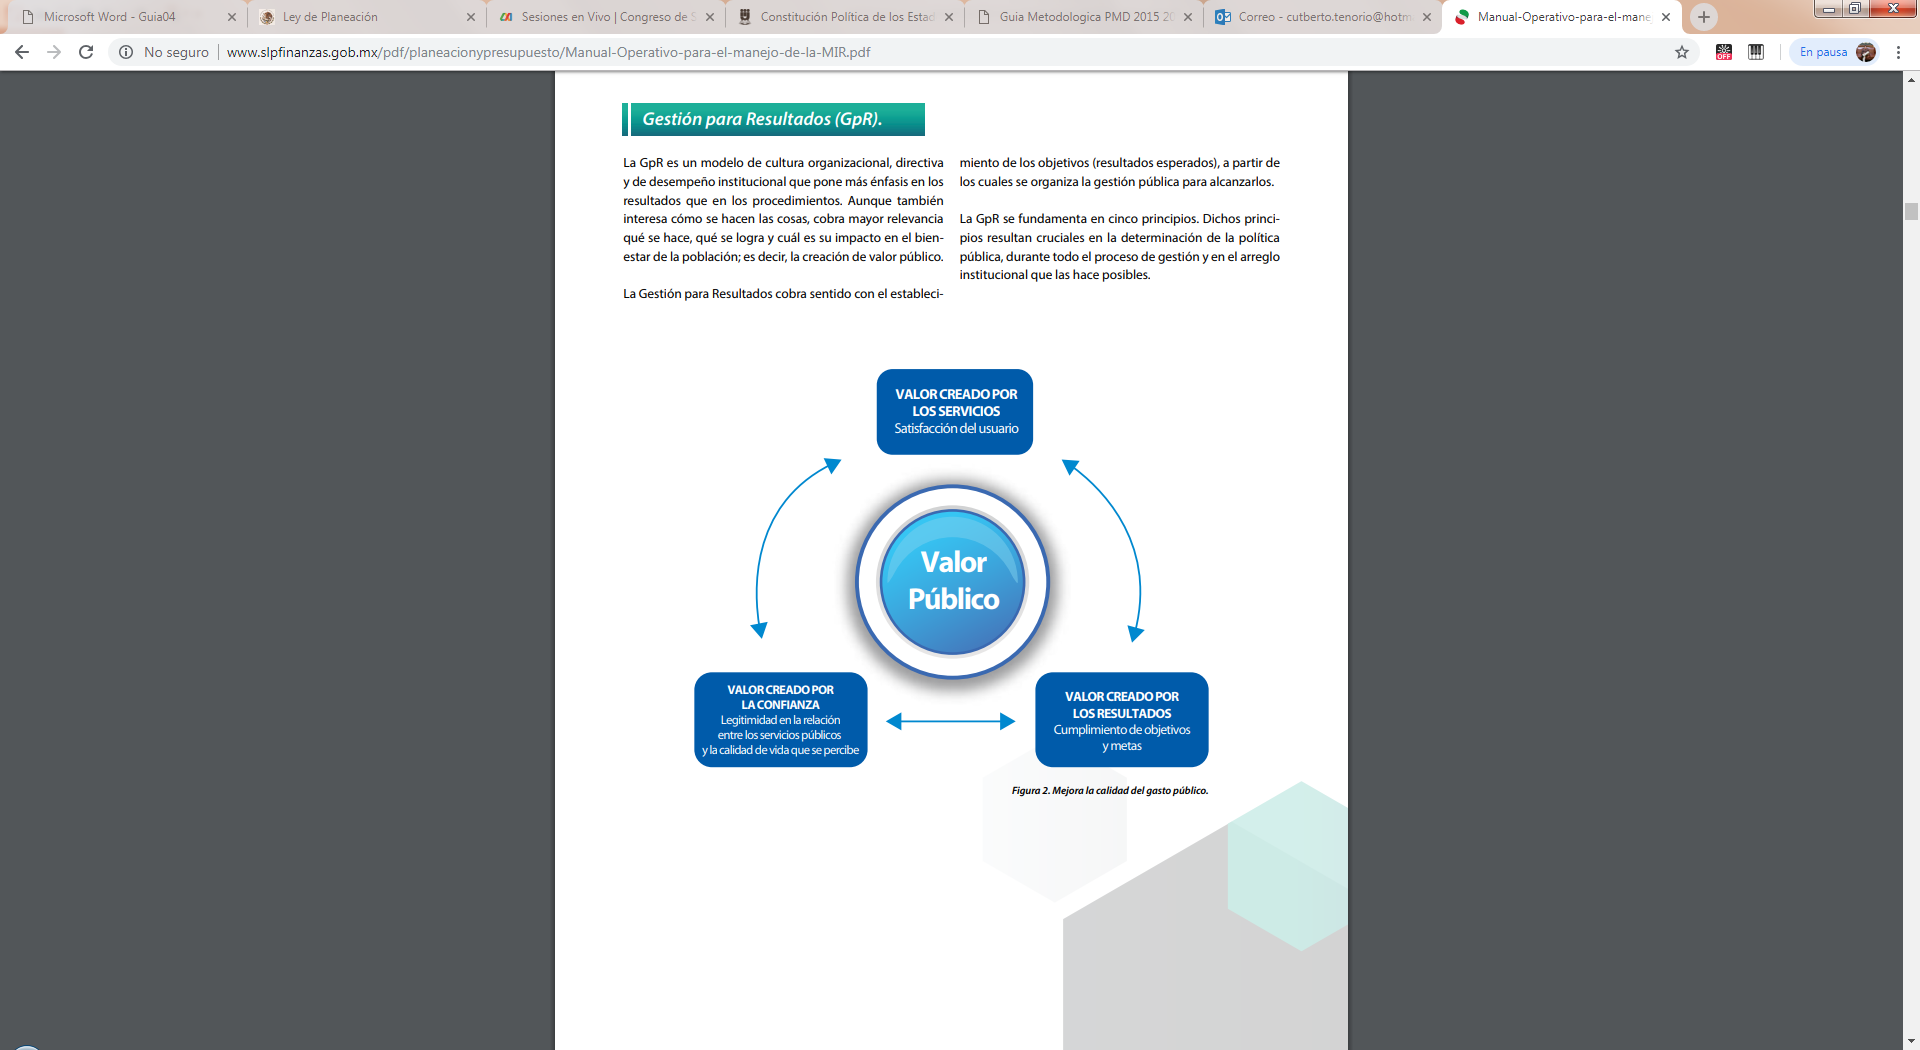 Microsoft Word - Guia04
Ley de Planeación
Sesiones en Vivo | Congreso de S
Constitución Política de los Estad
Guia Metodologica PMD 2015 20
Correo - cutberto.tenorio@hotm
Manual-Operativo-para-el-mane
No seguro
www.slpfinanzas.gob.mx/pdf/planeacionypresupuesto/Manual-Operativo-para-el-manejo-de-la-MIR.pdf
OFF
En pausa
Gestión para Resultados (GpR).
La GpR es un modelo de cultura organizacional, directiva
y de desempeño institucional que pone más énfasis en los
resultados que en los procedimientos. Aunque también
interesa cómo se hacen las cosas, cobra mayor relevancia
qué se hace, qué se logra y cuál es su impacto en el bien-
estar de la población; es decir, la creación de valor público.
La Gestión para Resultados cobra sentido con el estableci-
miento de los objetivos (resultados esperados), a partir de
los cuales se organiza la gestión pública para alcanzarlos.
La GpR se fundamenta en cinco principios. Dichos princi-
pios resultan cruciales en la determinación de la política
pública, durante todo el proceso de gestión y en el arreglo
institucional que las hace posibles.
VALOR CREADO POR
LOS SERVICIOS
Satisfacción del usuario
Valor
Público
VALOR CREADO POR
LA CONFIANZA
Legitimidad en la relación
entre los servicios públicos
y la calidad de vida que se percibe
VALOR CREADO POR
LOS RESULTADOS
Cumplimiento de objetivos
y metas
Figura 2. Mejora la calidad del gasto público.